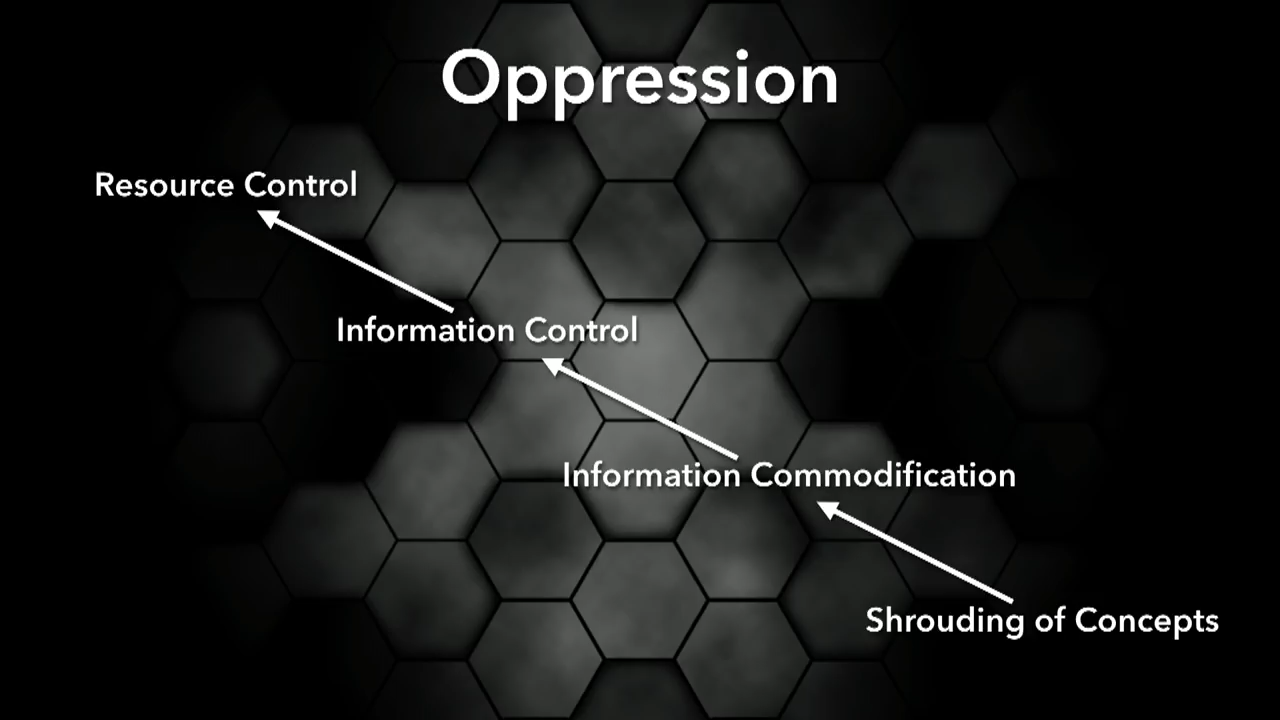 Oppression
Resource Control
Information Control
Information Commodification
Shrouding of Concepts